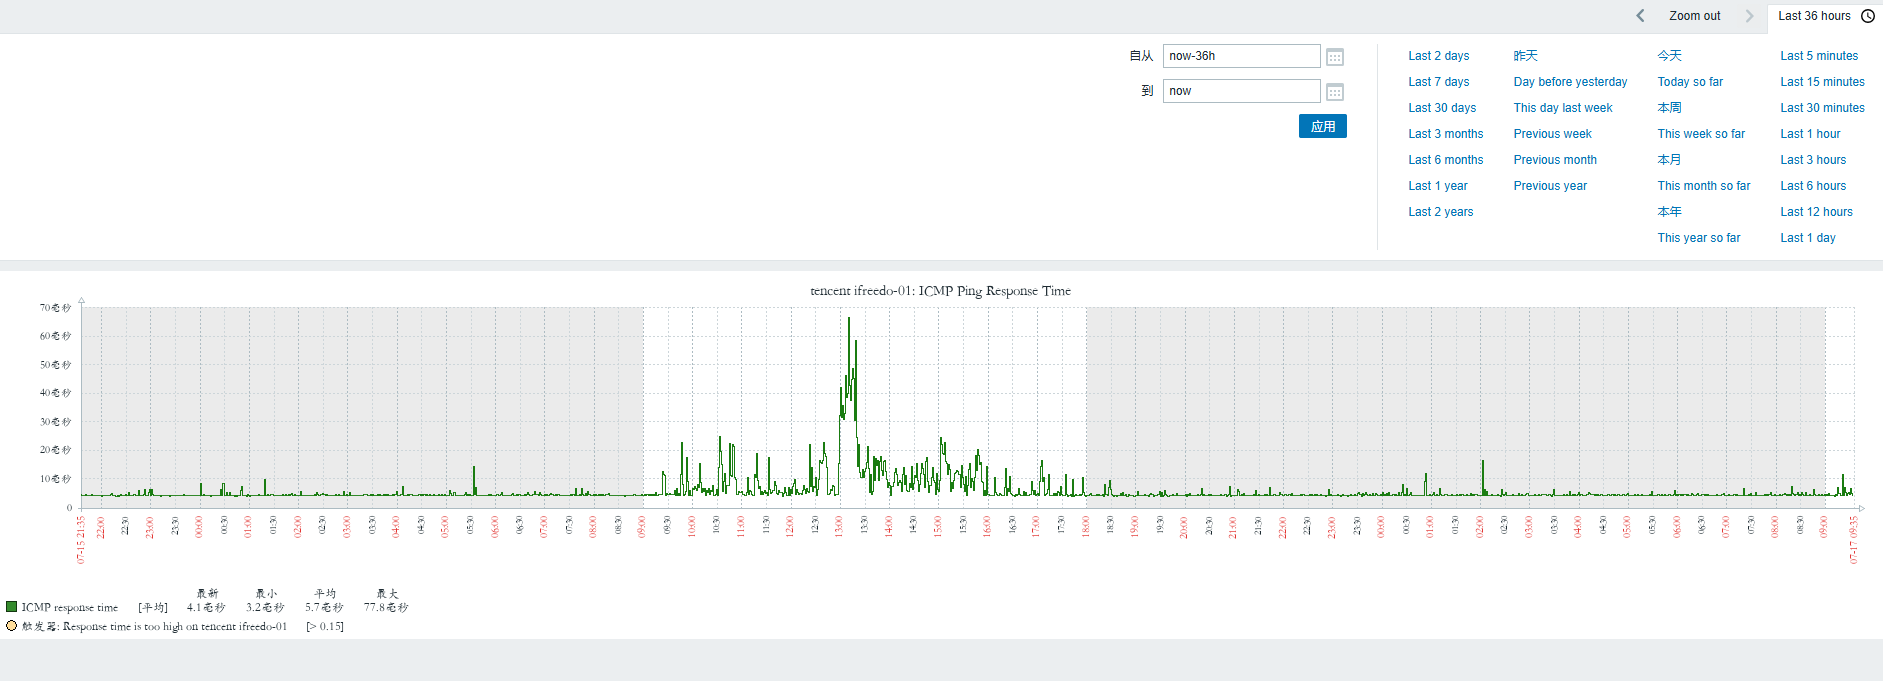 Zoom out
Last 36 hours
自从 now-36h
到 now
应用
Last 2 days 昨天 今天 Last 5 minutes
Last 7 days Day before yesterday Today so far Last 15 minutes
Last 30 days This day last week 本周 Last 30 minutes
Last 3 months Previous week This week so far Last 1 hour
Last 6 months Previous month 本月 Last 3 hours
Last 1 year Previous year This month so far Last 6 hours
Last 2 years 本年 Last 12 hours
This year so far Last 1 day
tencent ifreedo-01: ICMP Ping Response Time
70毫秒
60毫秒
50毫秒
40毫秒
30毫秒
20毫秒
10毫秒
0
07-15 21:35 22:00 22:30 23:00 23:30 00:00 00:30 01:00 01:30 02:00 02:30 03:00 03:30 04:00 04:30 05:00 05:30 06:00 06:30 07:00 07:30 08:00 08:30 09:00 09:30 10:00 10:30 11:00 11:30 12:00 12:30 13:00 13:30 14:00 14:30 15:00 15:30 16:00 16:30 17:00 17:30 18:00 18:30 19:00 19:30 20:00 20:30 21:00 21:30 22:00 22:30 23:00 23:30 00:00 00:30 01:00 01:30 02:00 02:30 03:00 03:30 04:00 04:30 05:00 05:30 06:00 06:30 07:00 07:30 08:00 08:30 09:00 07-17 09:35
最新 最小 平均 最大
ICMP response time [平均] 4.1毫秒 3.2毫秒 5.7毫秒 77.8毫秒
触发器: Response time is too high on tencent ifreedo-01 [> 0.15]